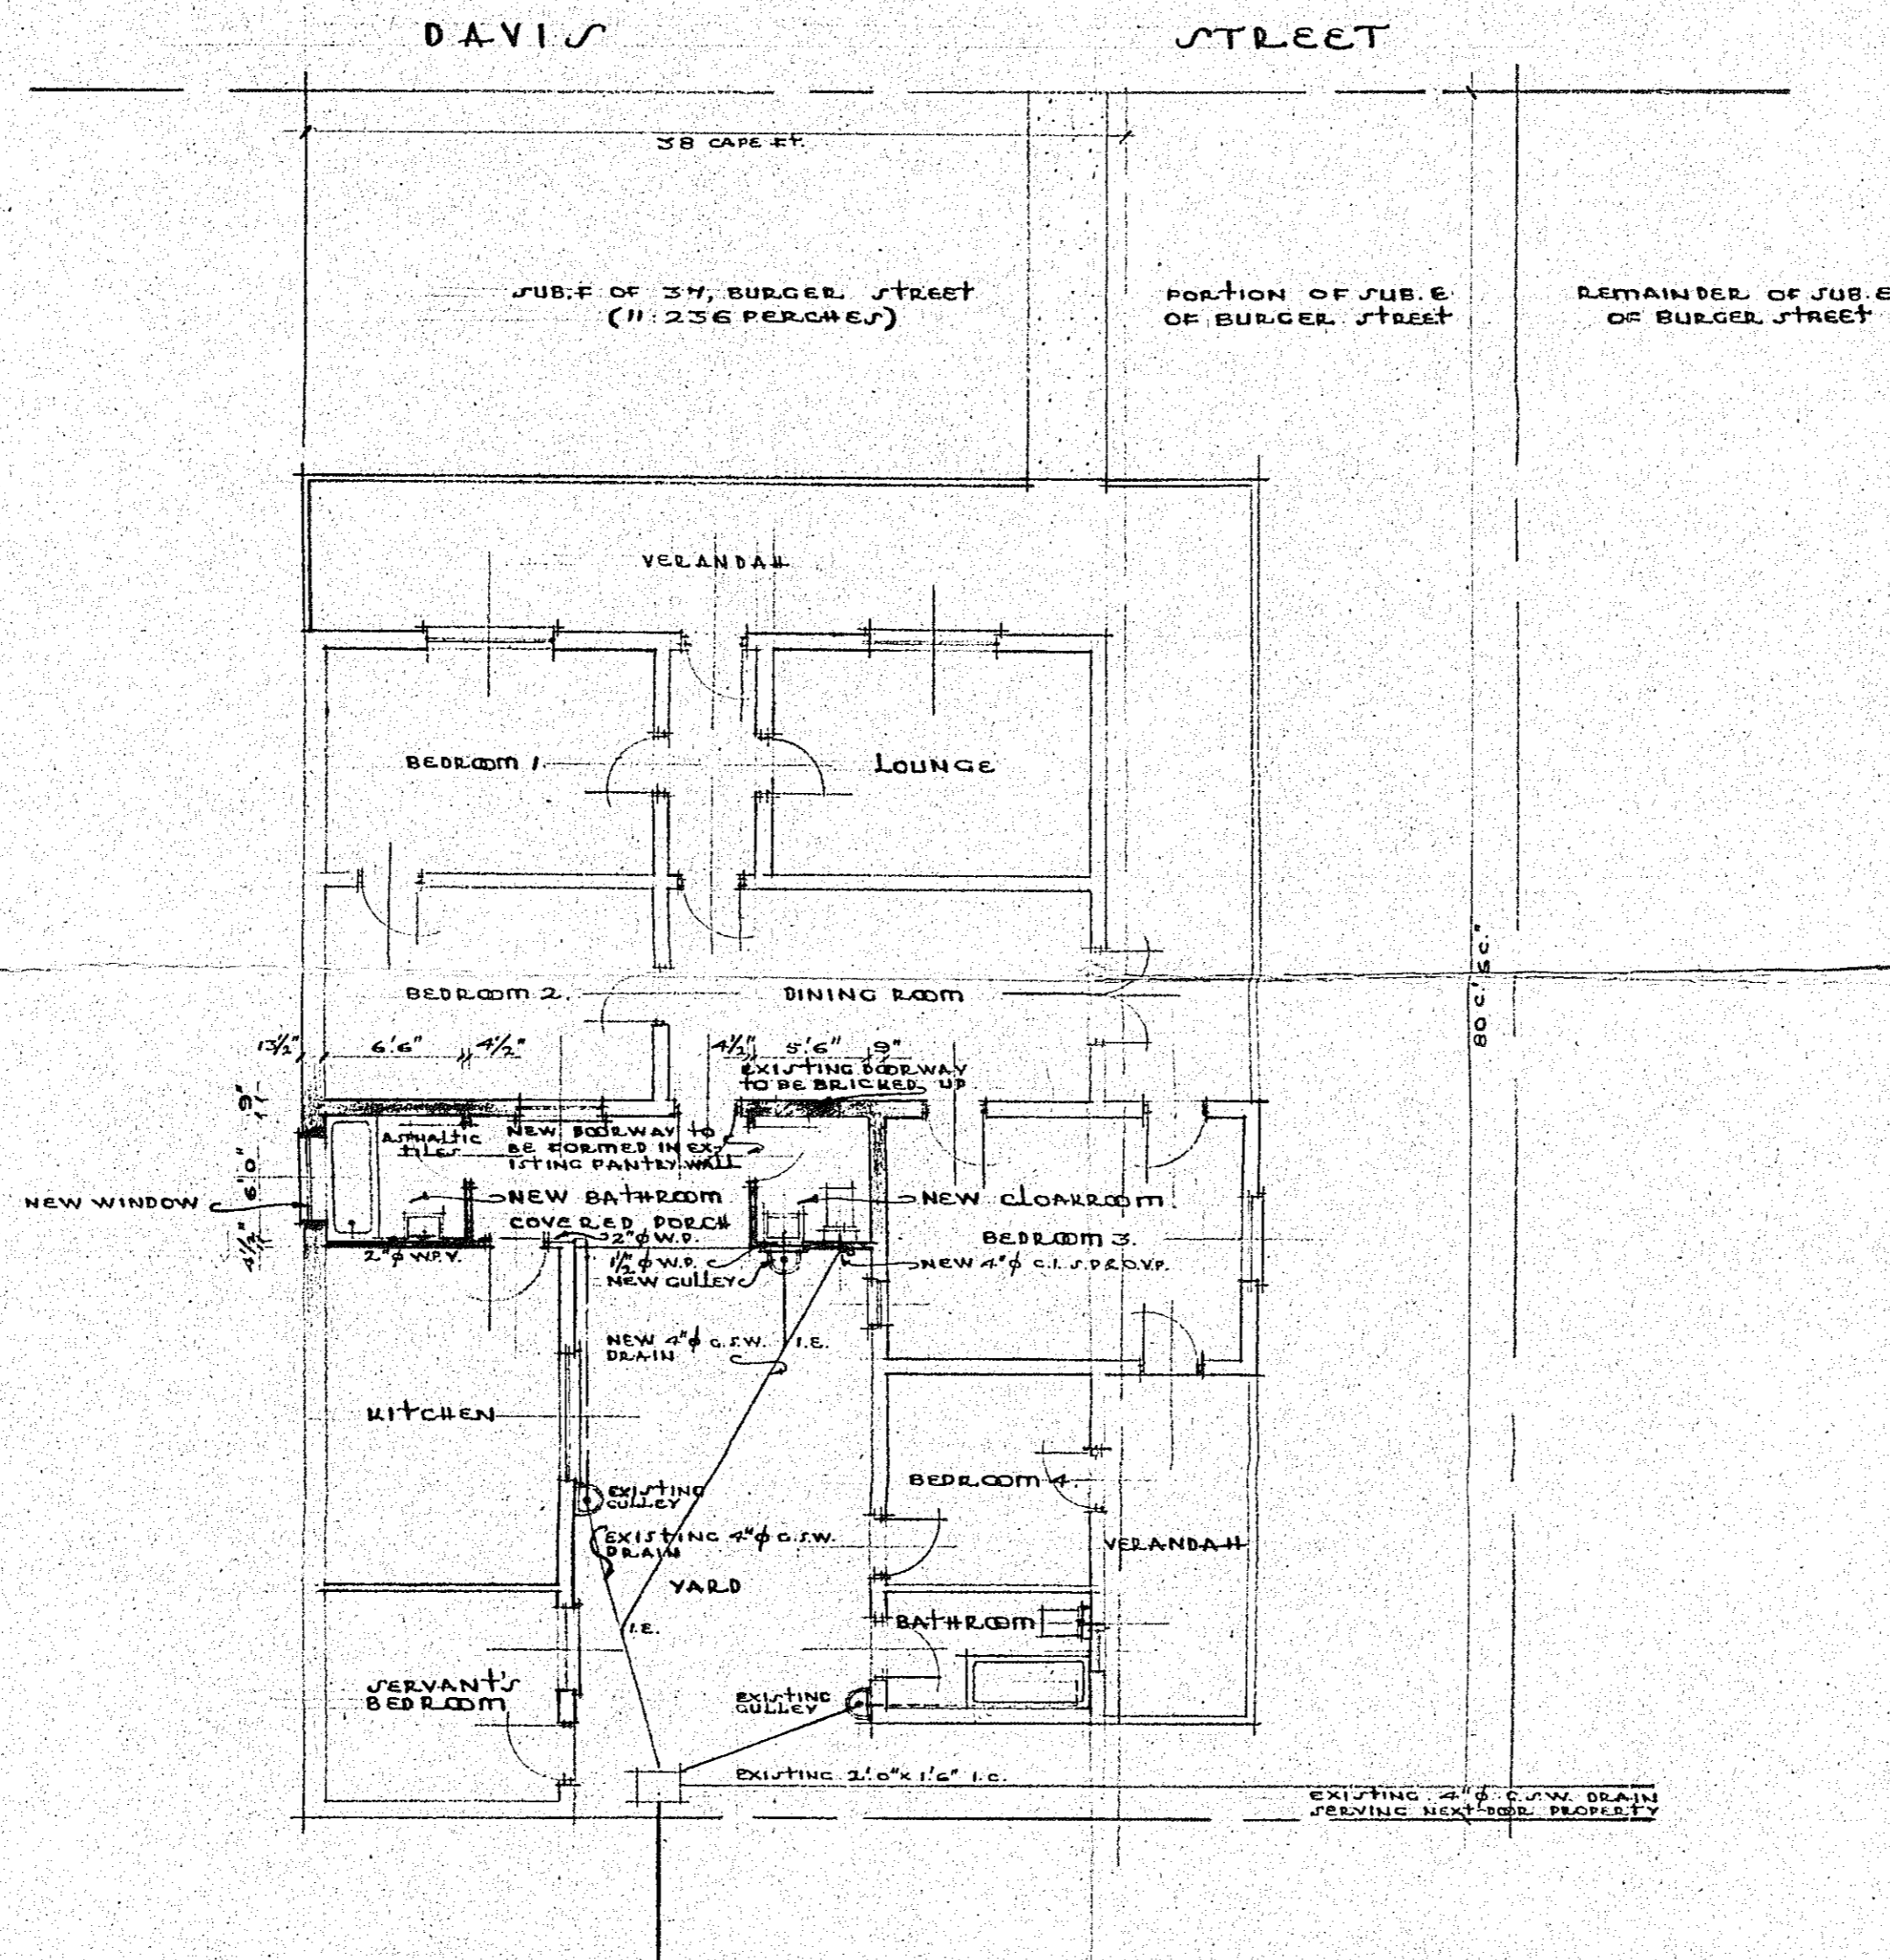 DAVIS STREET
38 CAPE FT.
SUB.F OF 37, BURGER STREET
(11.236 PERCHES)
PORTION OF SUB.E
OF BURGER STREET
REMAINDER OF SUB.E
OF BURGER STREET
VERANDAH
BEDROOM 1.
LOUNGE
BEDROOM 2.
DINING ROOM
80 C.' 5 C."
13½" 6'.6" 4½"
4½" 5'.6" 9"
EXISTING DOORWAY
TO BE BRICKED UP
9"
6'.0"
4½"
ASPHALTIC
TILES
NEW DOORWAY TO
BE FORMED IN EX-
ISTING PANTRY WALL
NEW WINDOW
NEW BATHROOM
NEW CLOAKROOM.
COVERED PORCH
2"φ W.P.
BEDROOM 3.
2"φ W.P.V.
1½"φ W.P.
NEW GULLEY
NEW 4"φ C.I. S.P & O.V.P.
NEW 4"φ G.S.W.
DRAIN
I.E.
KITCHEN
BEDROOM 4.
EXISTING
GULLEY
EXISTING 4"φ G.S.W.
DRAIN
VERANDAH
YARD
I.E.
BATHROOM
SERVANT'S
BEDROOM
EXISTING
GULLEY
EXISTING 2'.0"x 1'.6" I.C.
EXISTING 4"φ G.S.W. DRAIN
SERVING NEXT-DOOR PROPERTY